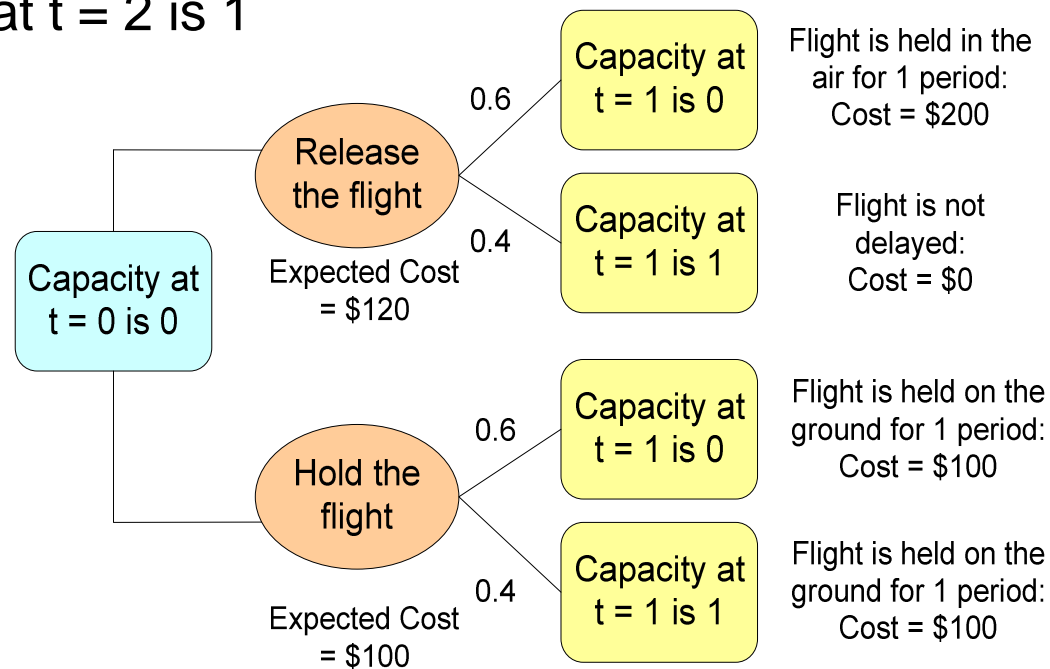 at t = 2 is 1
Capacity at
t = 0 is 0
Release
the flight
Expected Cost
= $120
0.6
Capacity at
t = 1 is 0
Flight is held in the
air for 1 period:
Cost = $200
0.4
Capacity at
t = 1 is 1
Flight is not
delayed:
Cost = $0
Hold the
flight
Expected Cost
= $100
0.6
Capacity at
t = 1 is 0
Flight is held on the
ground for 1 period:
Cost = $100
0.4
Capacity at
t = 1 is 1
Flight is held on the
ground for 1 period:
Cost = $100